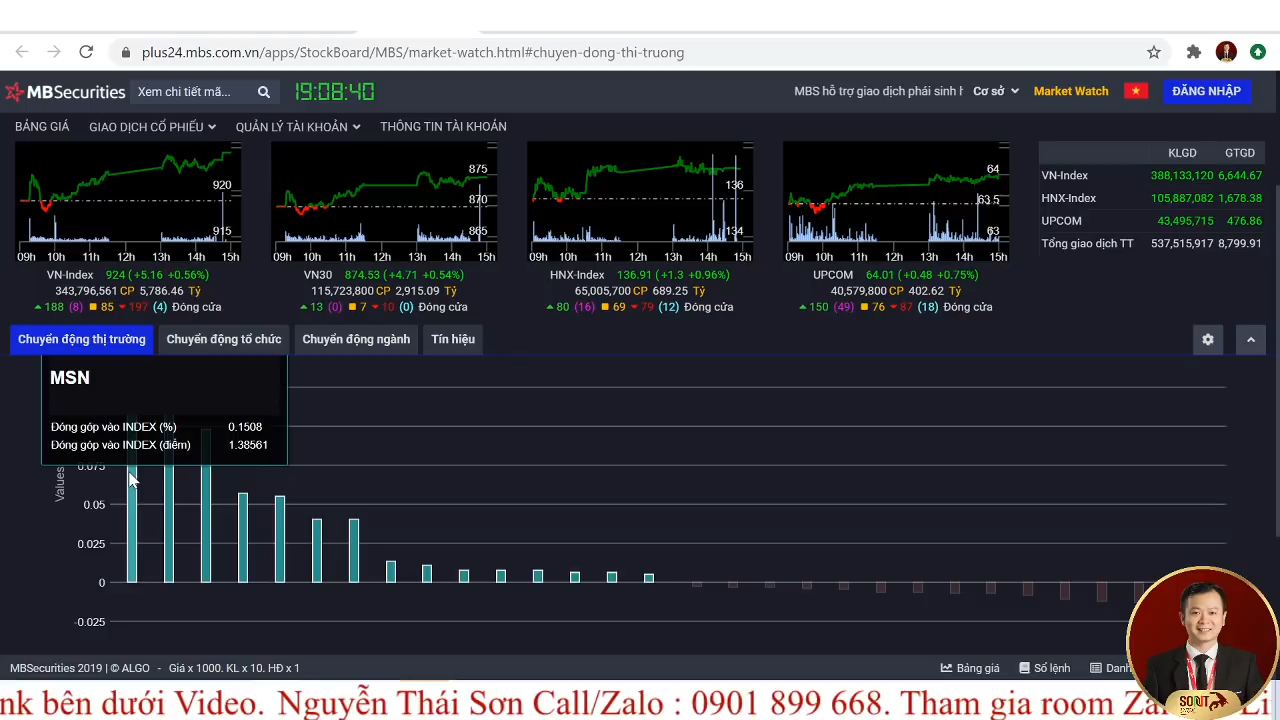 plus24.mbs.com.vn/apps/StockBoard/MBS/market-watch.html#chuyen-dong-thi-truong
MBSecurities Xem chi tiết mã... 19:08:40 MBS hỗ trợ giao dịch phái sinh Cơ sở Market Watch ĐĂNG NHẬP
BẢNG GIÁ GIAO DỊCH CỔ PHIẾU QUẢN LÝ TÀI KHOẢN THÔNG TIN TÀI KHOẢN
920
915
09h 10h 11h 12h 13h 14h 15h
VN-Index 924 (+5.16 +0.56%)
343,796,561 CP 5,786.46 Tỷ
188 (8) 85 197 (4) Đóng cửa
875
870
865
09h 10h 11h 12h 13h 14h 15h
VN30 874.53 (+4.71 +0.54%)
115,723,800 CP 2,915.09 Tỷ
13 (0) 7 10 (0) Đóng cửa
136
134
09h 10h 11h 12h 13h 14h 15h
HNX-Index 136.91 (+1.3 +0.96%)
65,005,700 CP 689.25 Tỷ
80 (16) 69 79 (12) Đóng cửa
64
63.5
63
09h 10h 11h 12h 13h 14h 15h
UPCOM 64.01 (+0.48 +0.75%)
40,579,800 CP 402.62 Tỷ
150 (49) 76 87 (18) Đóng cửa
KLGD GTGD
VN-Index 388,133,120 6,644.67
HNX-Index 105,887,082 1,678.38
UPCOM 43,495,715 476.86
Tổng giao dịch TT 537,515,917 8,799.91
Chuyển động thị trường Chuyển động tổ chức Chuyển động ngành Tín hiệu
MSN
Đóng góp vào INDEX (%) 0.1508
Đóng góp vào INDEX (điểm) 1.38561
Values
0.075
0.05
0.025
0
-0.025
MBSecurities 2019 | © ALGO - Giá x 1000. KL x 10. HĐ x 1 Bảng giá Sổ lệnh
nk bên dưới Video. Nguyễn Thái Sơn Call/Zalo : 0901 899 668. Tham gia room